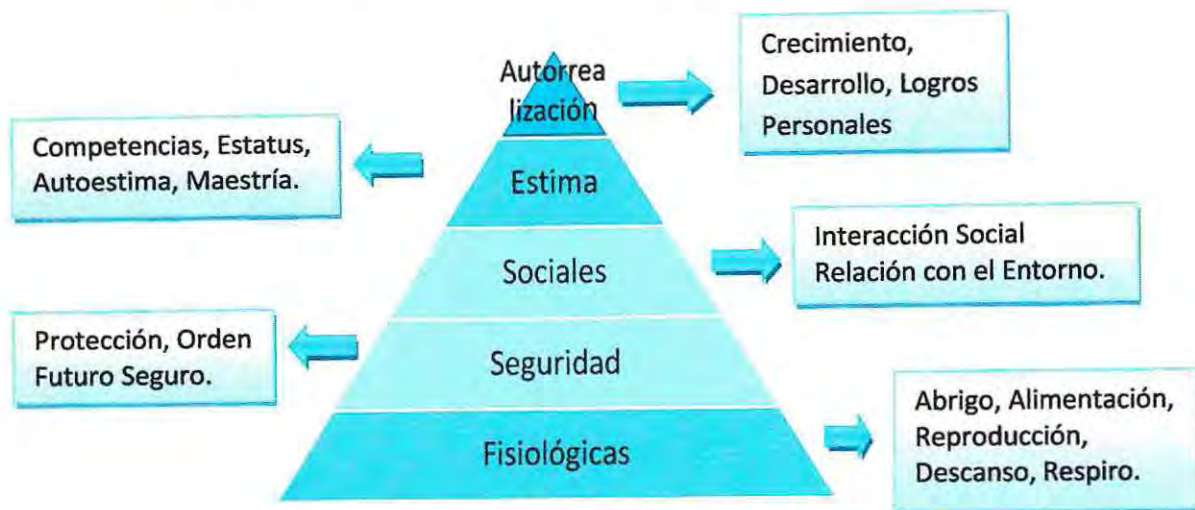 Autorrea
lización
Crecimiento,
Desarrollo, Logros
Personales
Competencias, Estatus,
Autoestima, Maestría.
Estima
Interacción Social
Relación con el Entorno.
Sociales
Protección, Orden
Futuro Seguro.
Seguridad
Abrigo, Alimentación,
Reproducción,
Descanso, Respiro.
Fisiológicas